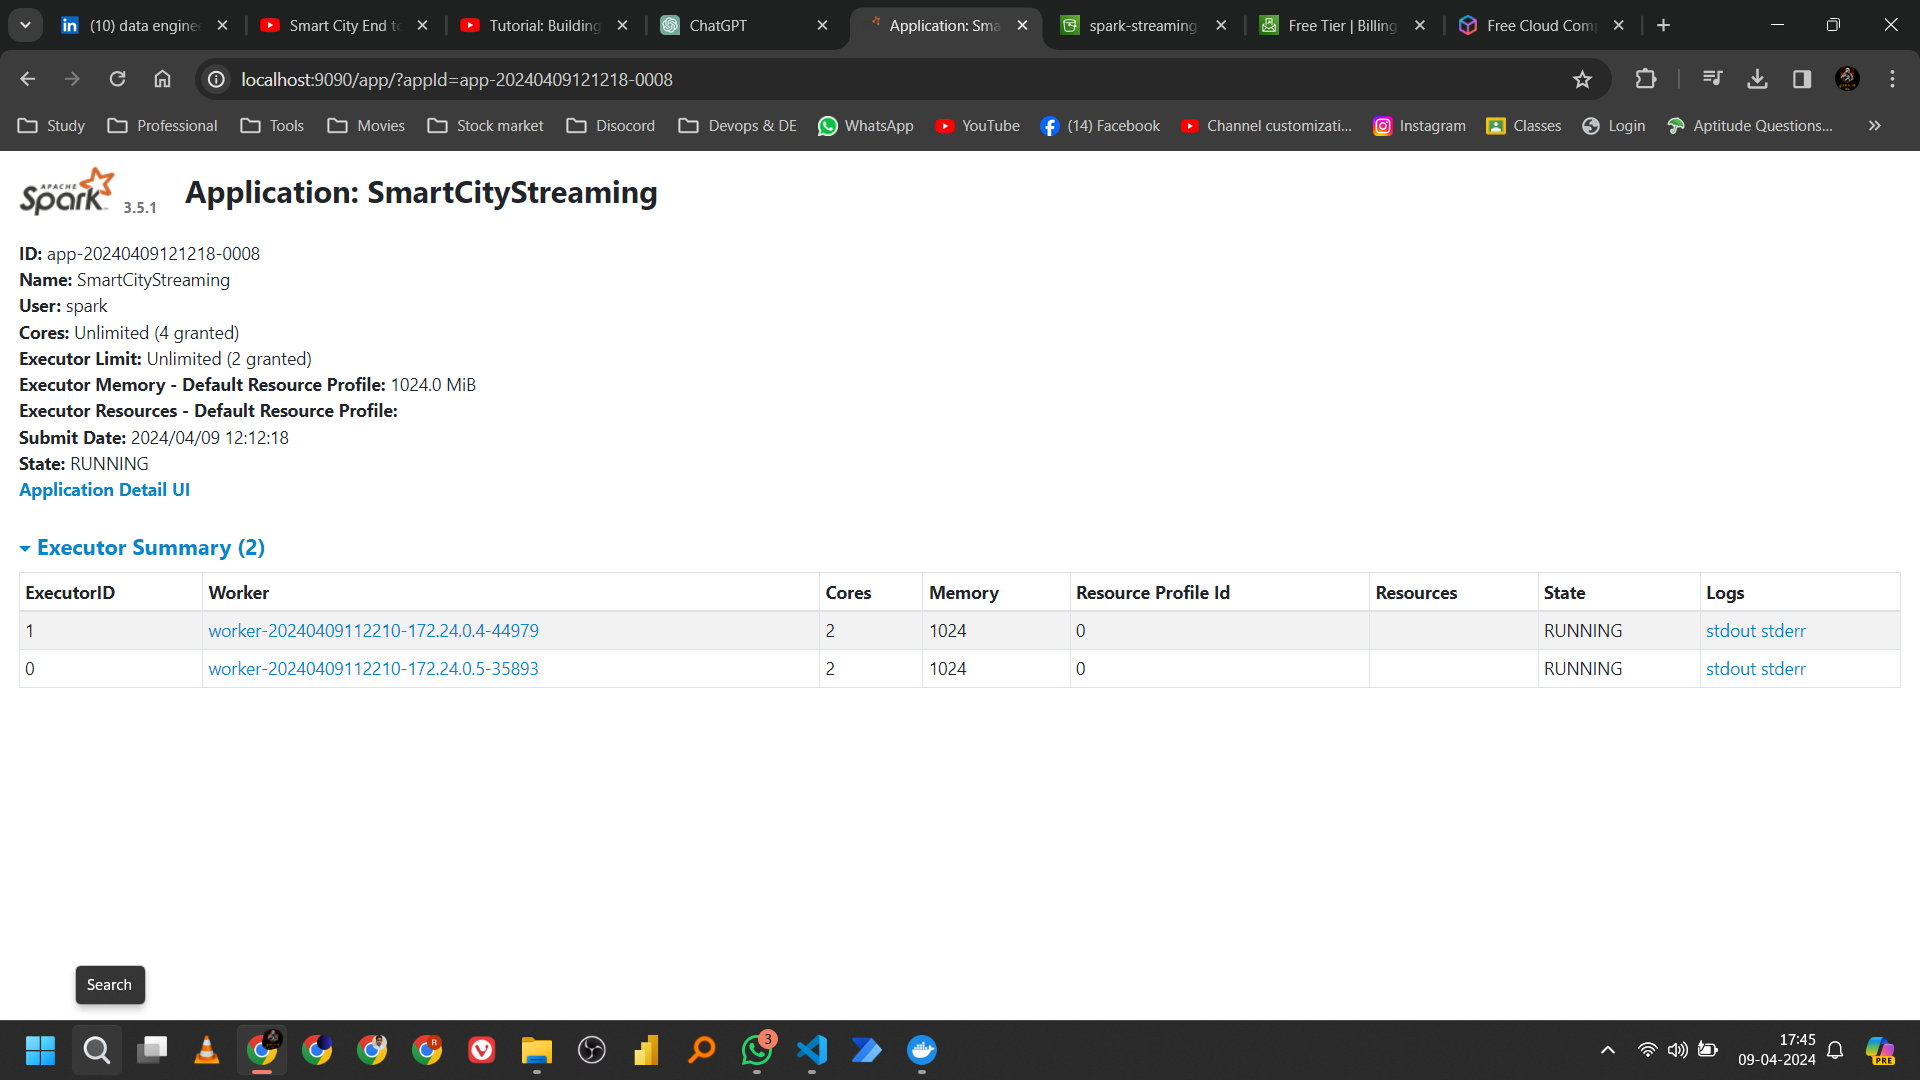 (10) data enginee
Smart City End to
Tutorial: Building
ChatGPT
Application: Sma
spark-streaming
Free Tier | Billing
Free Cloud Comp
localhost:9090/app/?appId=app-20240409121218-0008
Study
Professional
Tools
Movies
Stock market
Disocord
Devops & DE
WhatsApp
YouTube
(14) Facebook
Channel customizati...
Instagram
Classes
Login
Aptitude Questions...
APACHE
Spark
3.5.1
Application: SmartCityStreaming
ID: app-20240409121218-0008
Name: SmartCityStreaming
User: spark
Cores: Unlimited (4 granted)
Executor Limit: Unlimited (2 granted)
Executor Memory - Default Resource Profile: 1024.0 MiB
Executor Resources - Default Resource Profile:
Submit Date: 2024/04/09 12:12:18
State: RUNNING
Application Detail UI
Executor Summary (2)
ExecutorID Worker Cores Memory Resource Profile Id Resources State Logs
1 worker-20240409112210-172.24.0.4-44979 2 1024 0 RUNNING stdout stderr
0 worker-20240409112210-172.24.0.5-35893 2 1024 0 RUNNING stdout stderr
Search
3
17:45
09-04-2024
PRE